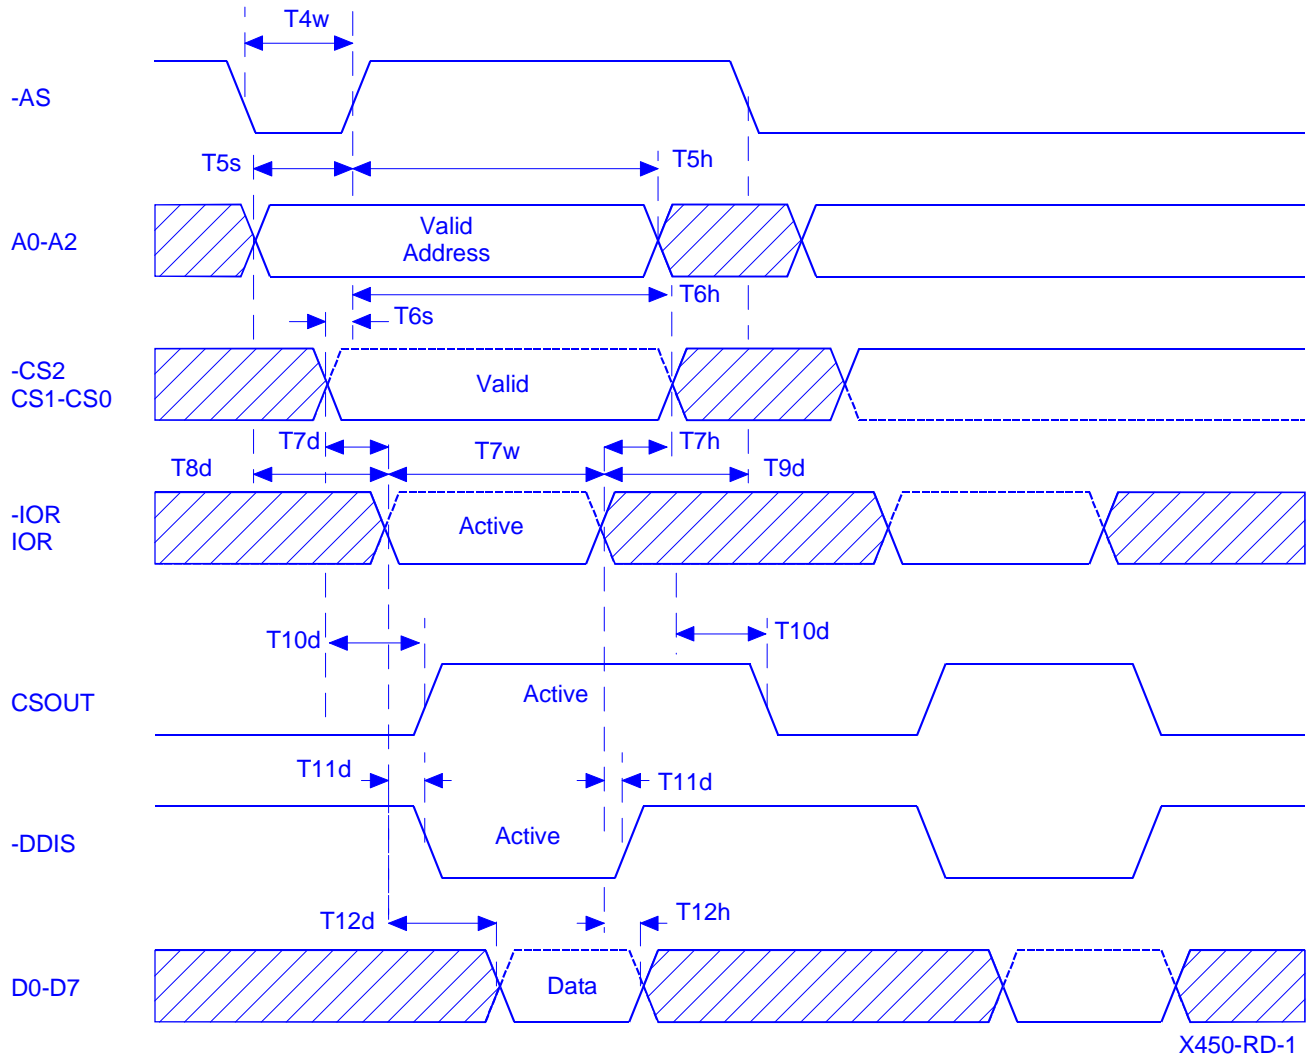 T4w
-AS
T5s
T5h
A0-A2
Valid
Address
T6h
T6s
-CS2
CS1-CS0
Valid
T7d
T7w
T7h
T8d
T9d
-IOR
IOR
Active
T10d
T10d
CSOUT
Active
T11d
T11d
-DDIS
Active
T12d
T12h
D0-D7
Data
X450-RD-1